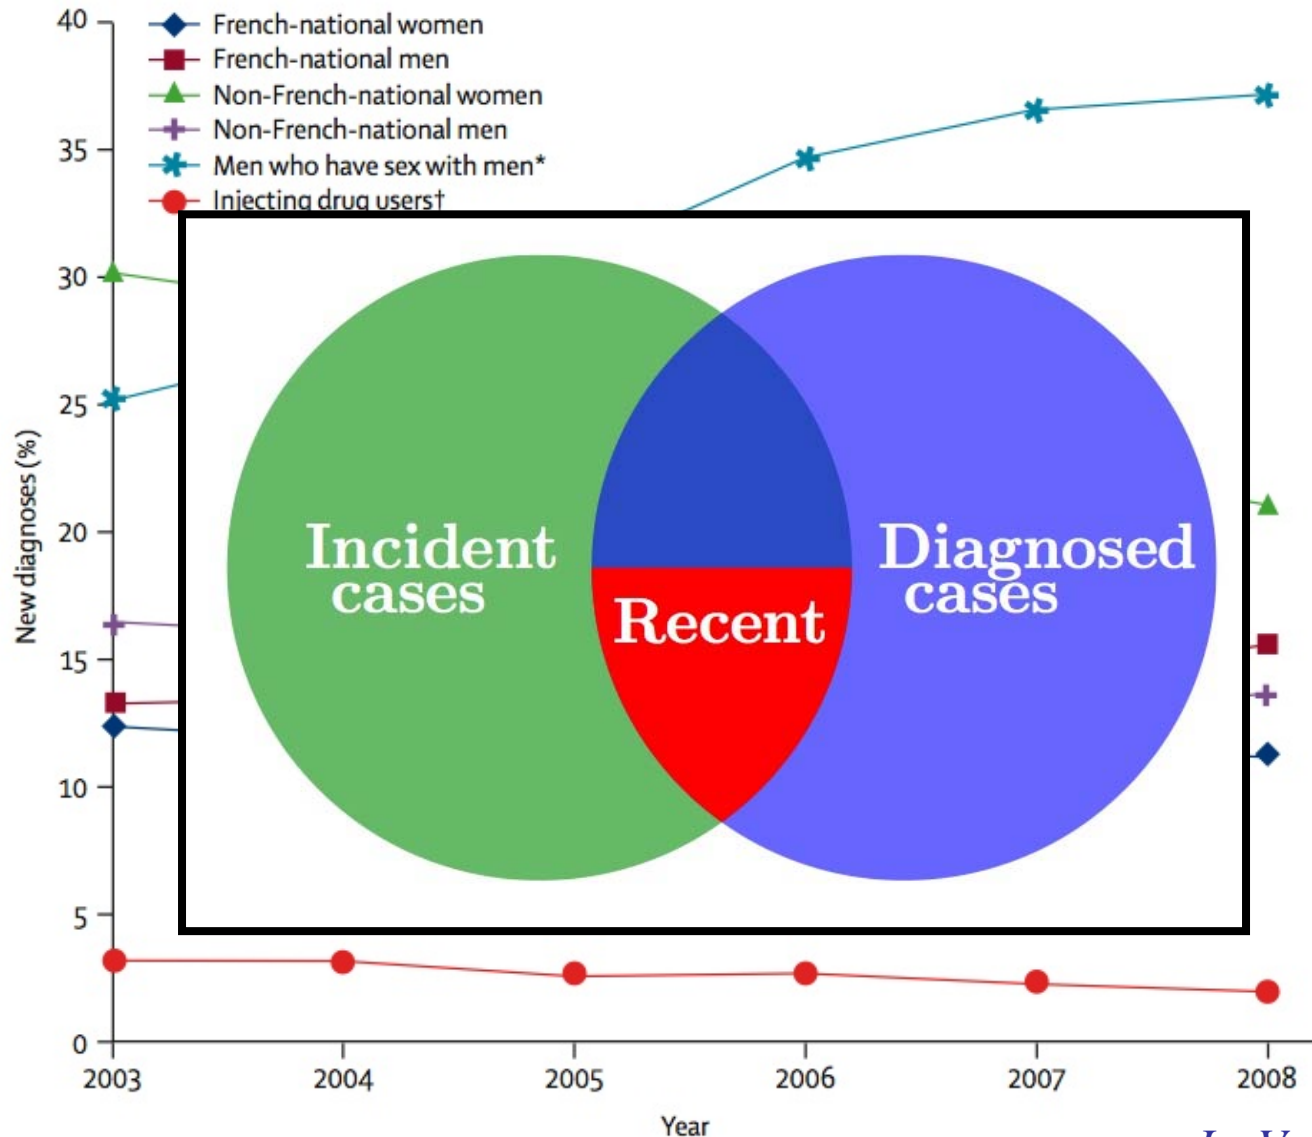 40
French-national women
French-national men
Non-French-national women
Non-French-national men
35
Men who have sex with men*
Injecting drug users†
30
25
New diagnoses (%)
20
Incident
cases
Diagnosed
cases
Recent
15
10
5
0
2003 2004 2005 2006 2007 2008
Year